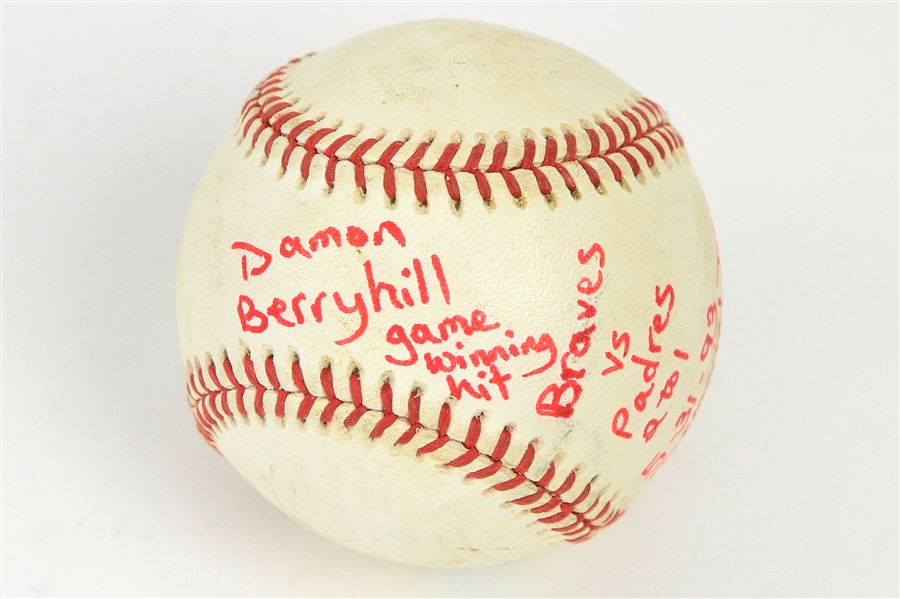 Damon
Berryhill
game
winning
hit
Braves
vs
Padres
2 to 1